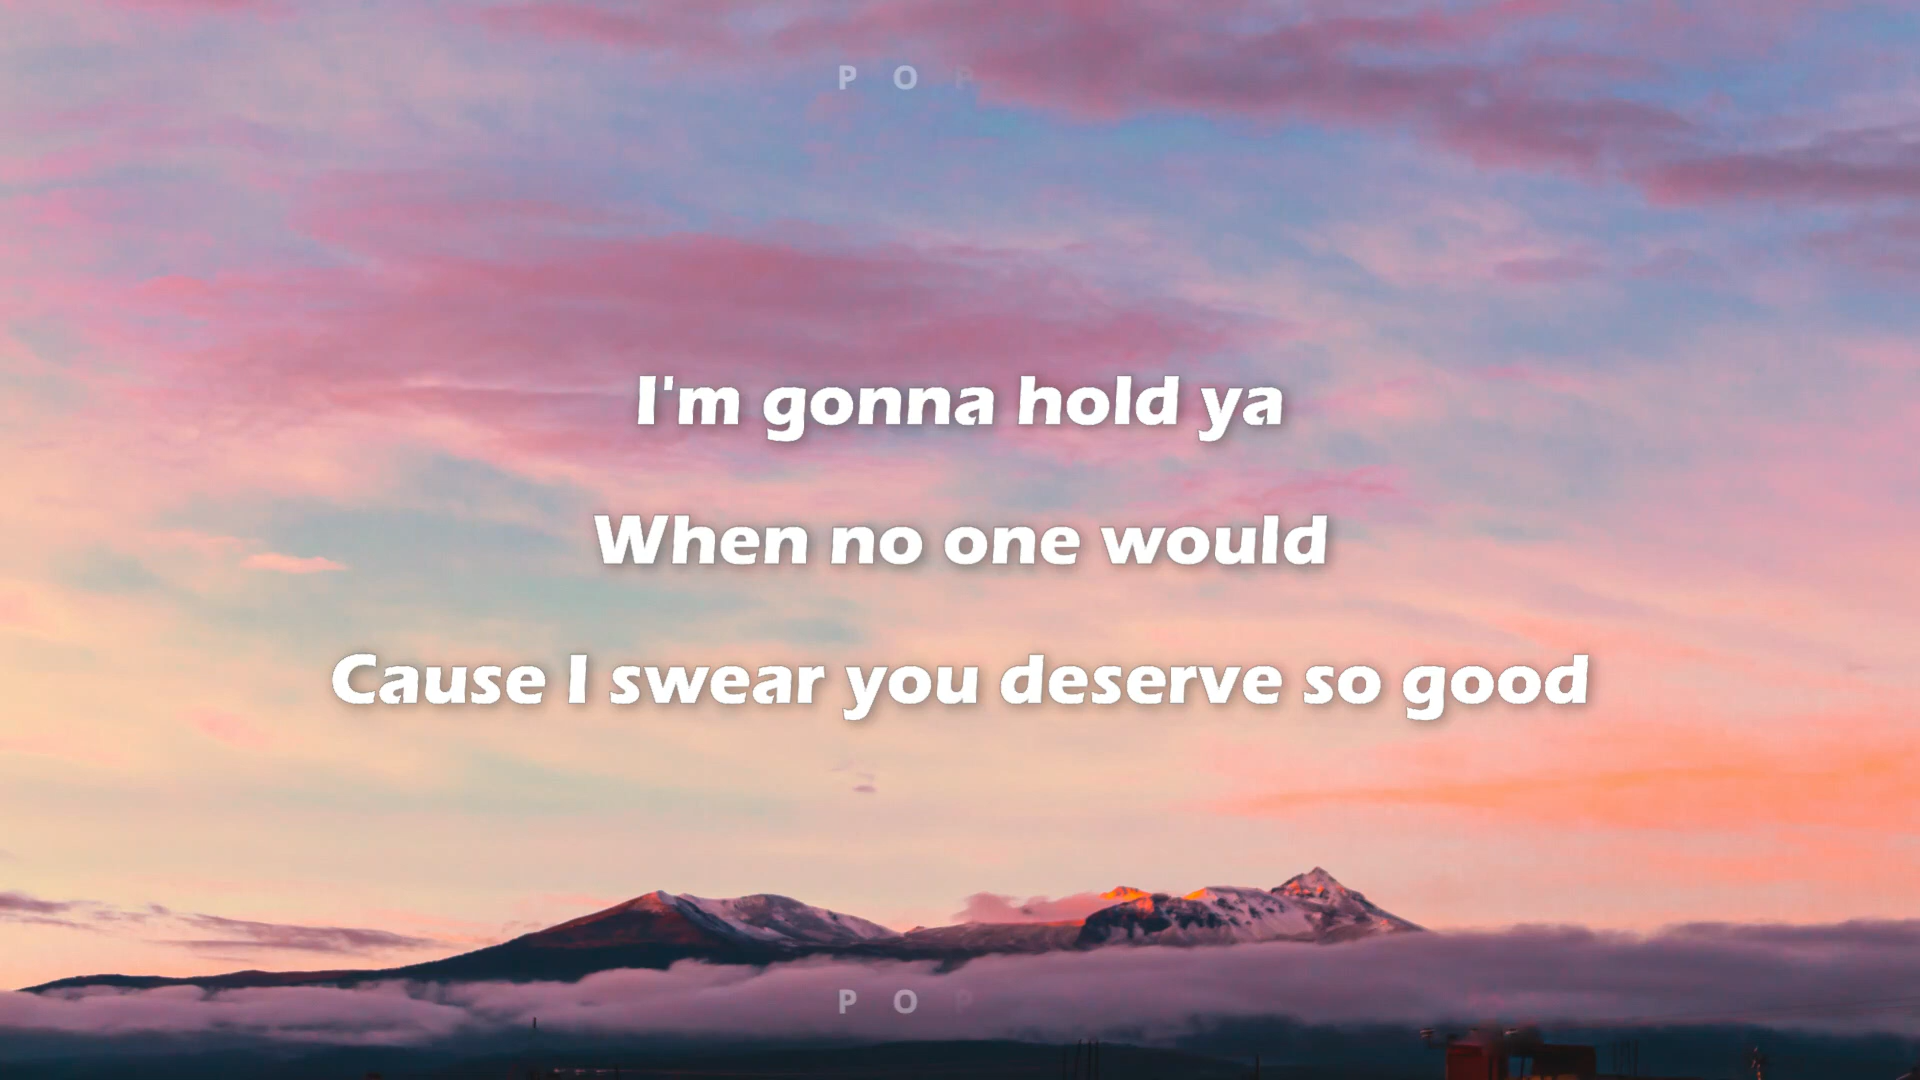 P O P
I'm gonna hold ya
When no one would
Cause I swear you deserve so good
P O P